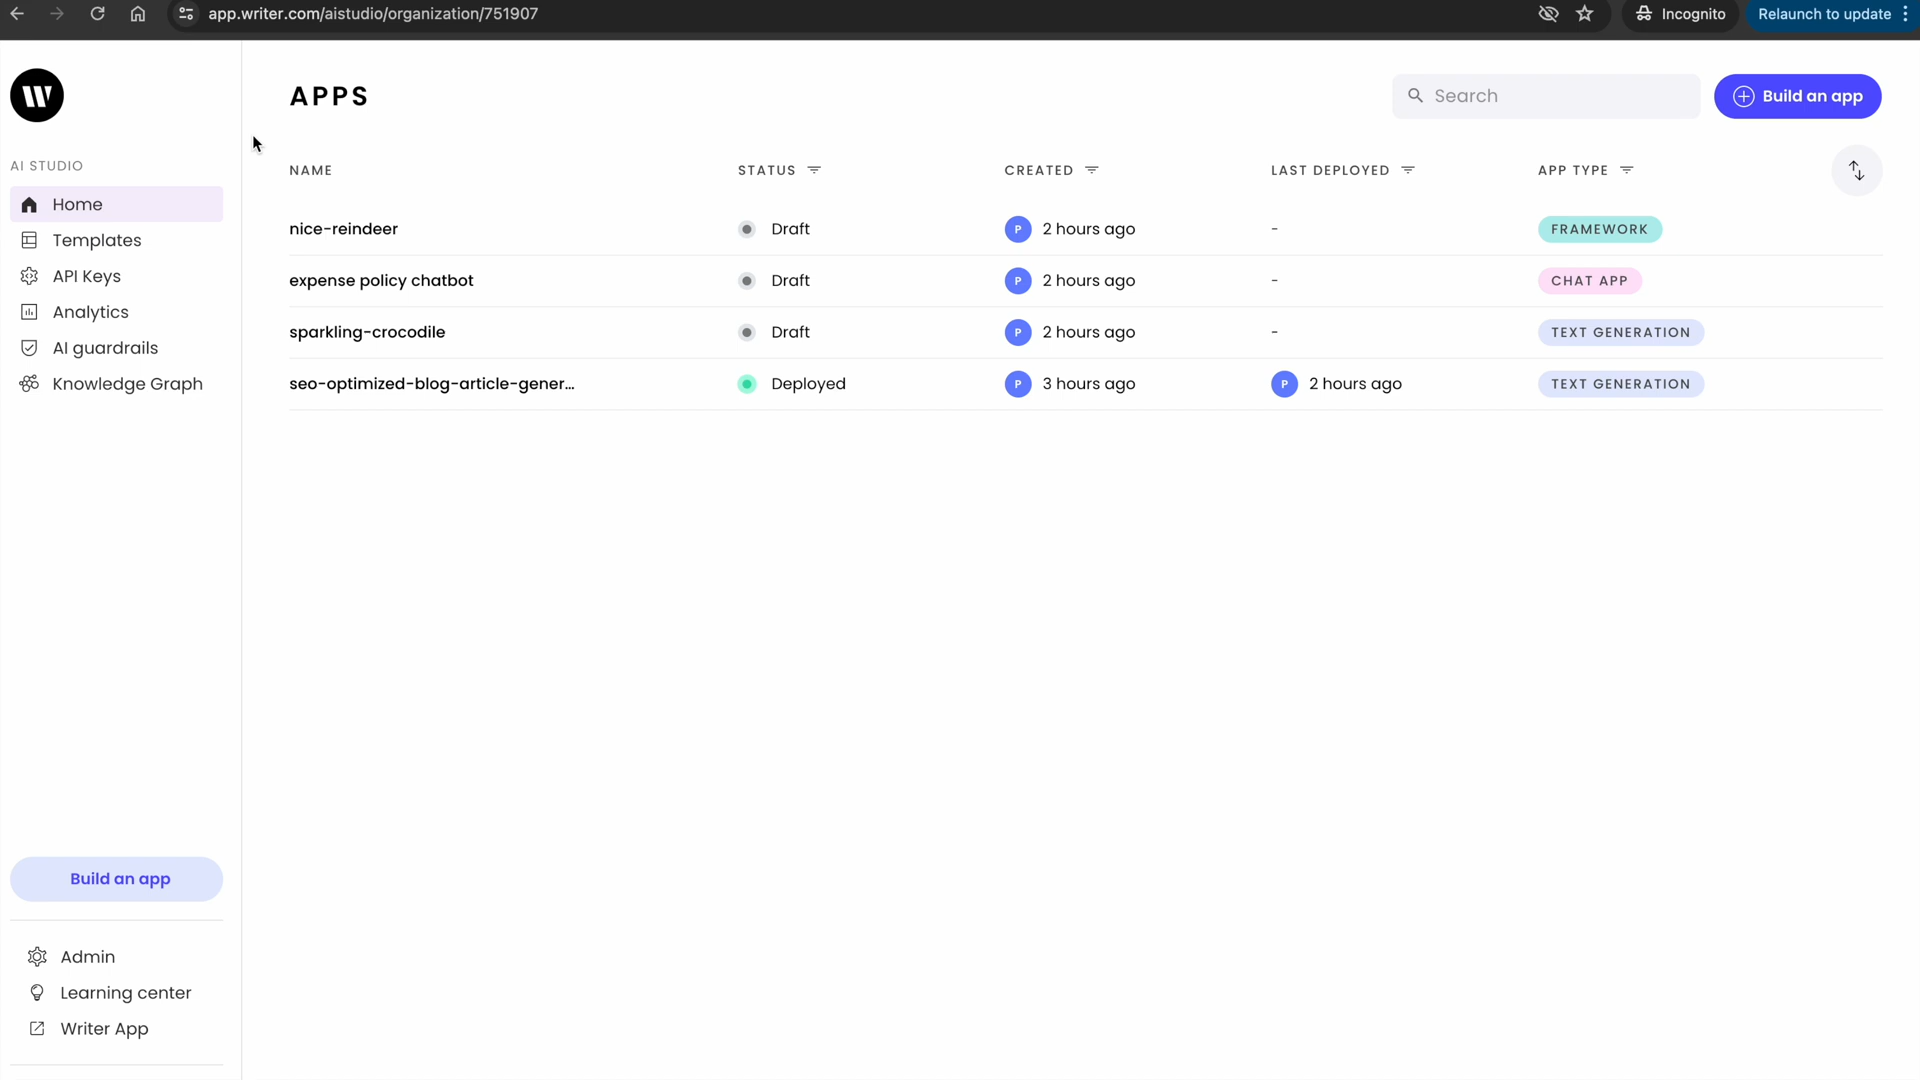 app.writer.com/aistudio/organization/751907
Incognito
Relaunch to update
W
AI STUDIO
Home
Templates
API Keys
Analytics
AI guardrails
Knowledge Graph
Build an app
Admin
Learning center
Writer App
APPS
Search
Build an app
NAME STATUS CREATED LAST DEPLOYED APP TYPE
nice-reindeer Draft P 2 hours ago - FRAMEWORK
expense policy chatbot Draft P 2 hours ago - CHAT APP
sparkling-crocodile Draft P 2 hours ago - TEXT GENERATION
seo-optimized-blog-article-gener... Deployed P 3 hours ago P 2 hours ago TEXT GENERATION